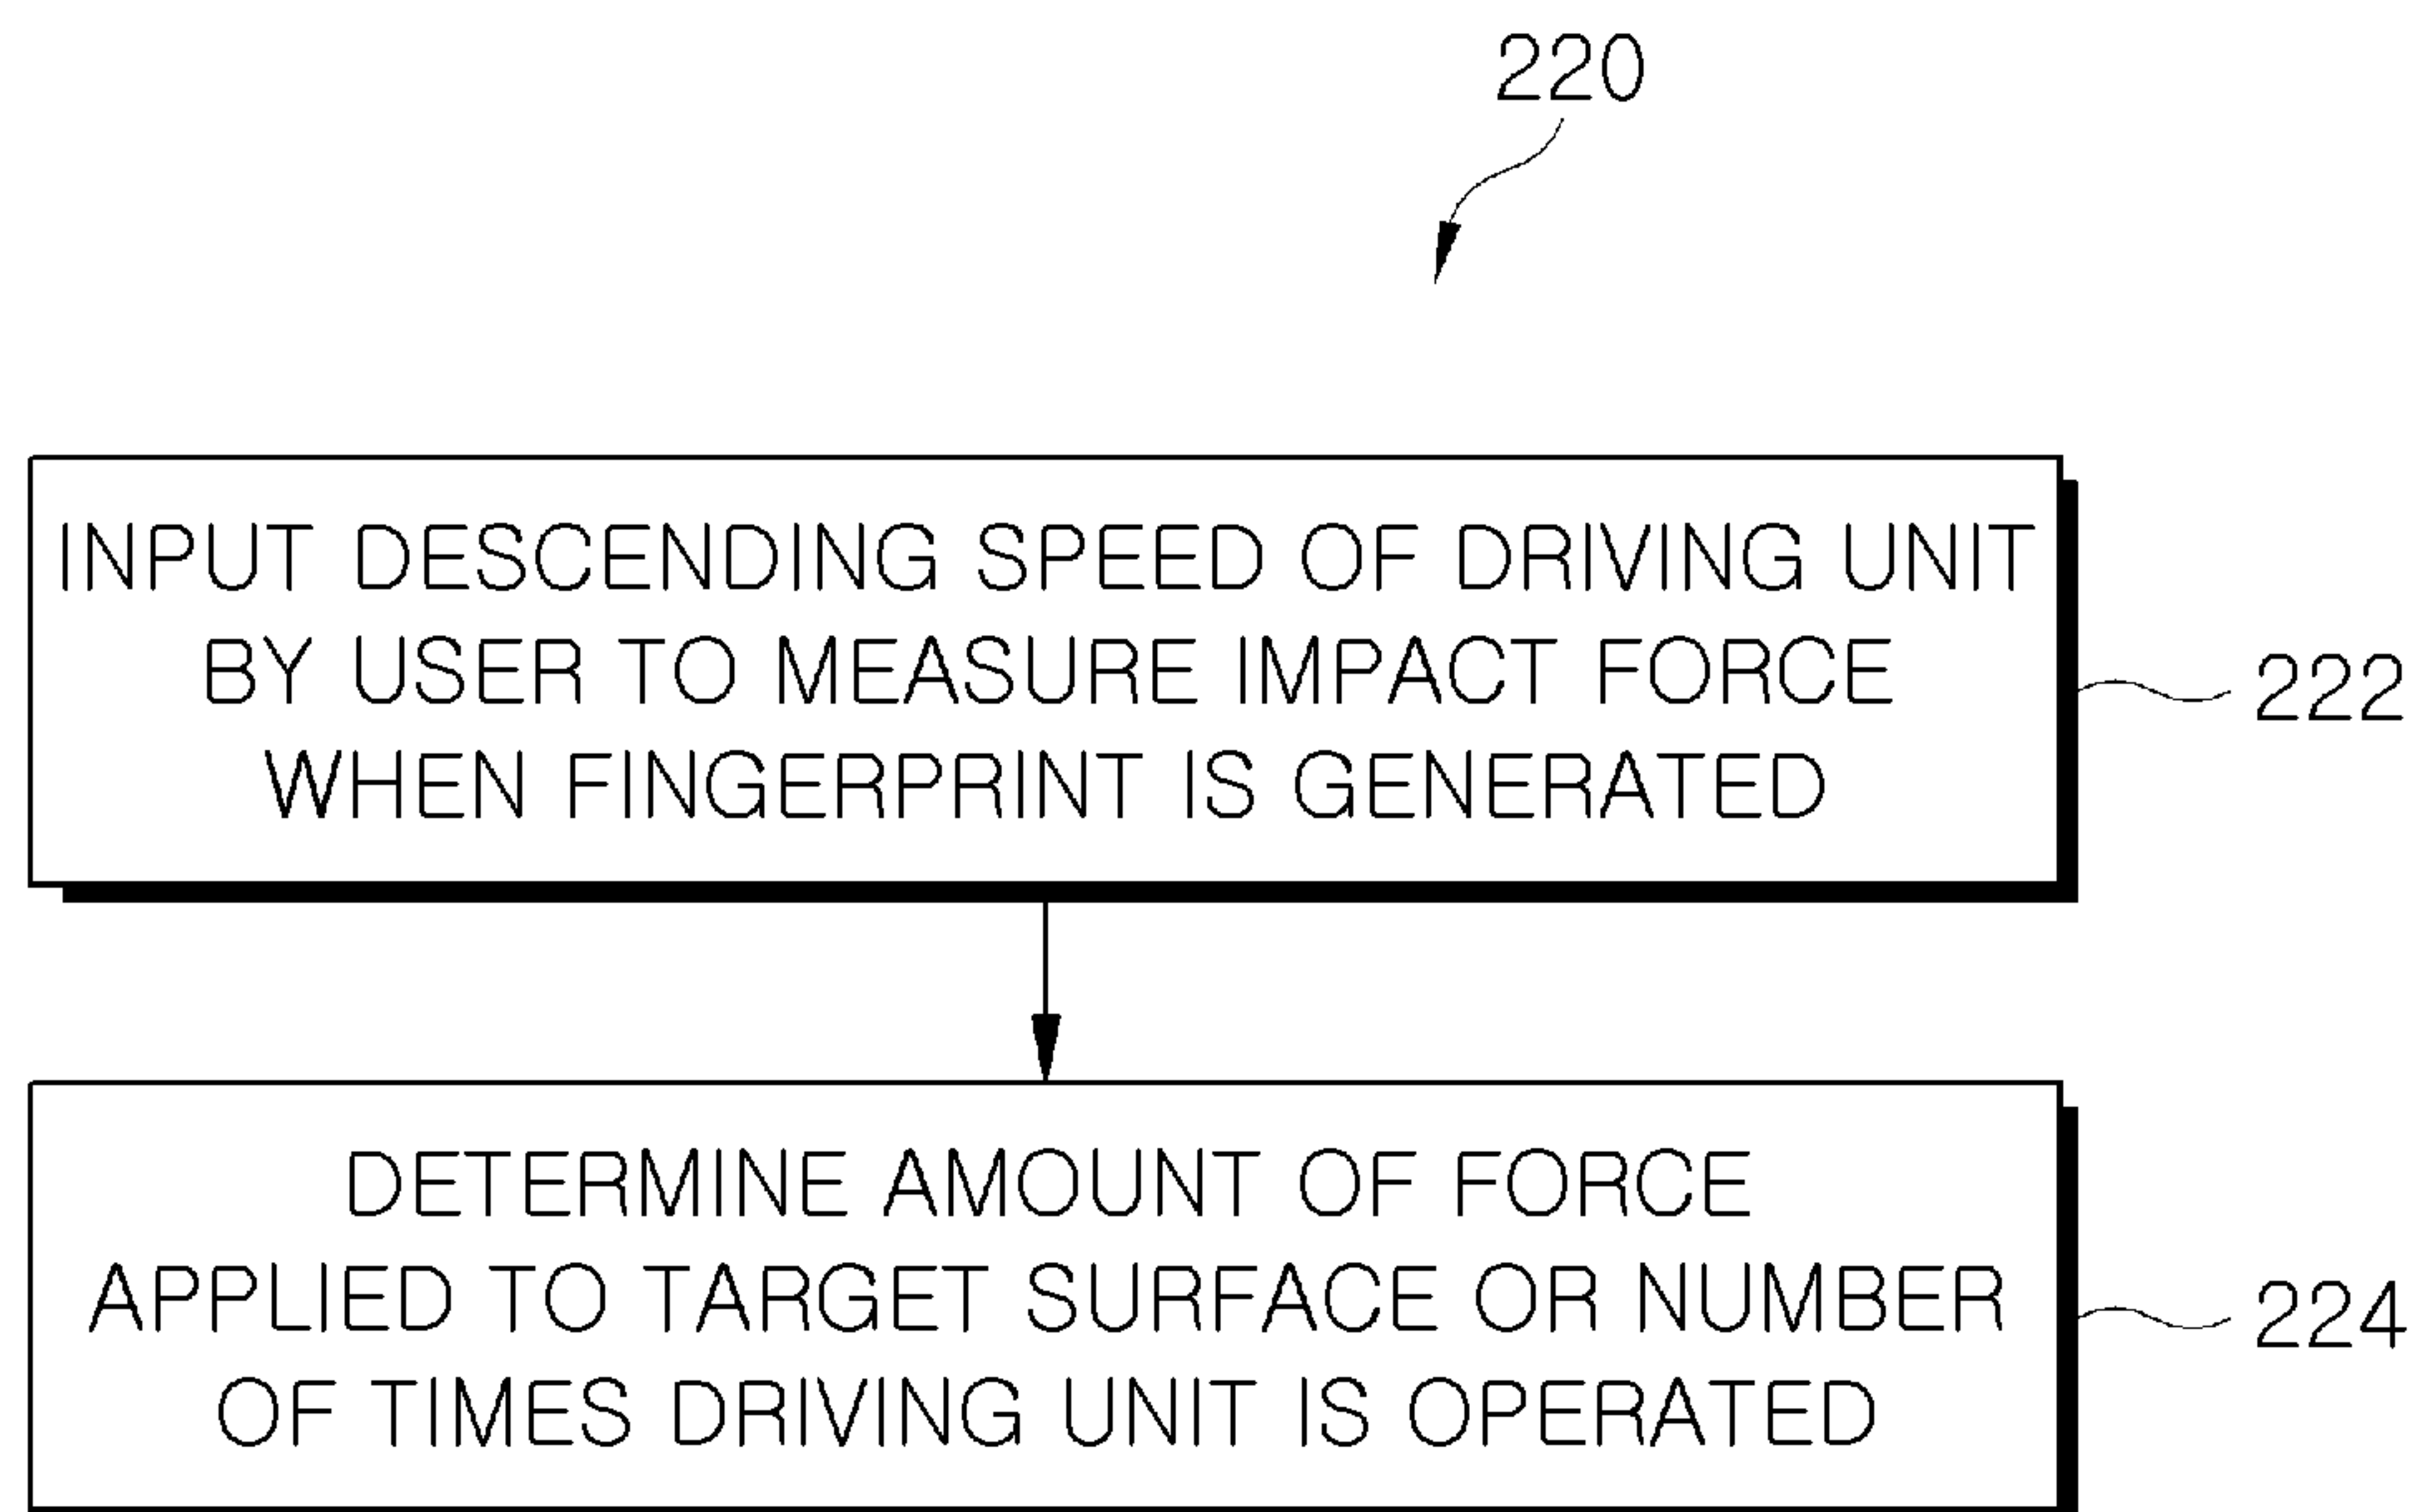 220
INPUT DESCENDING SPEED OF DRIVING UNIT
BY USER TO MEASURE IMPACT FORCE
WHEN FINGERPRINT IS GENERATED
222
DETERMINE AMOUNT OF FORCE
APPLIED TO TARGET SURFACE OR NUMBER
OF TIMES DRIVING UNIT IS OPERATED
224